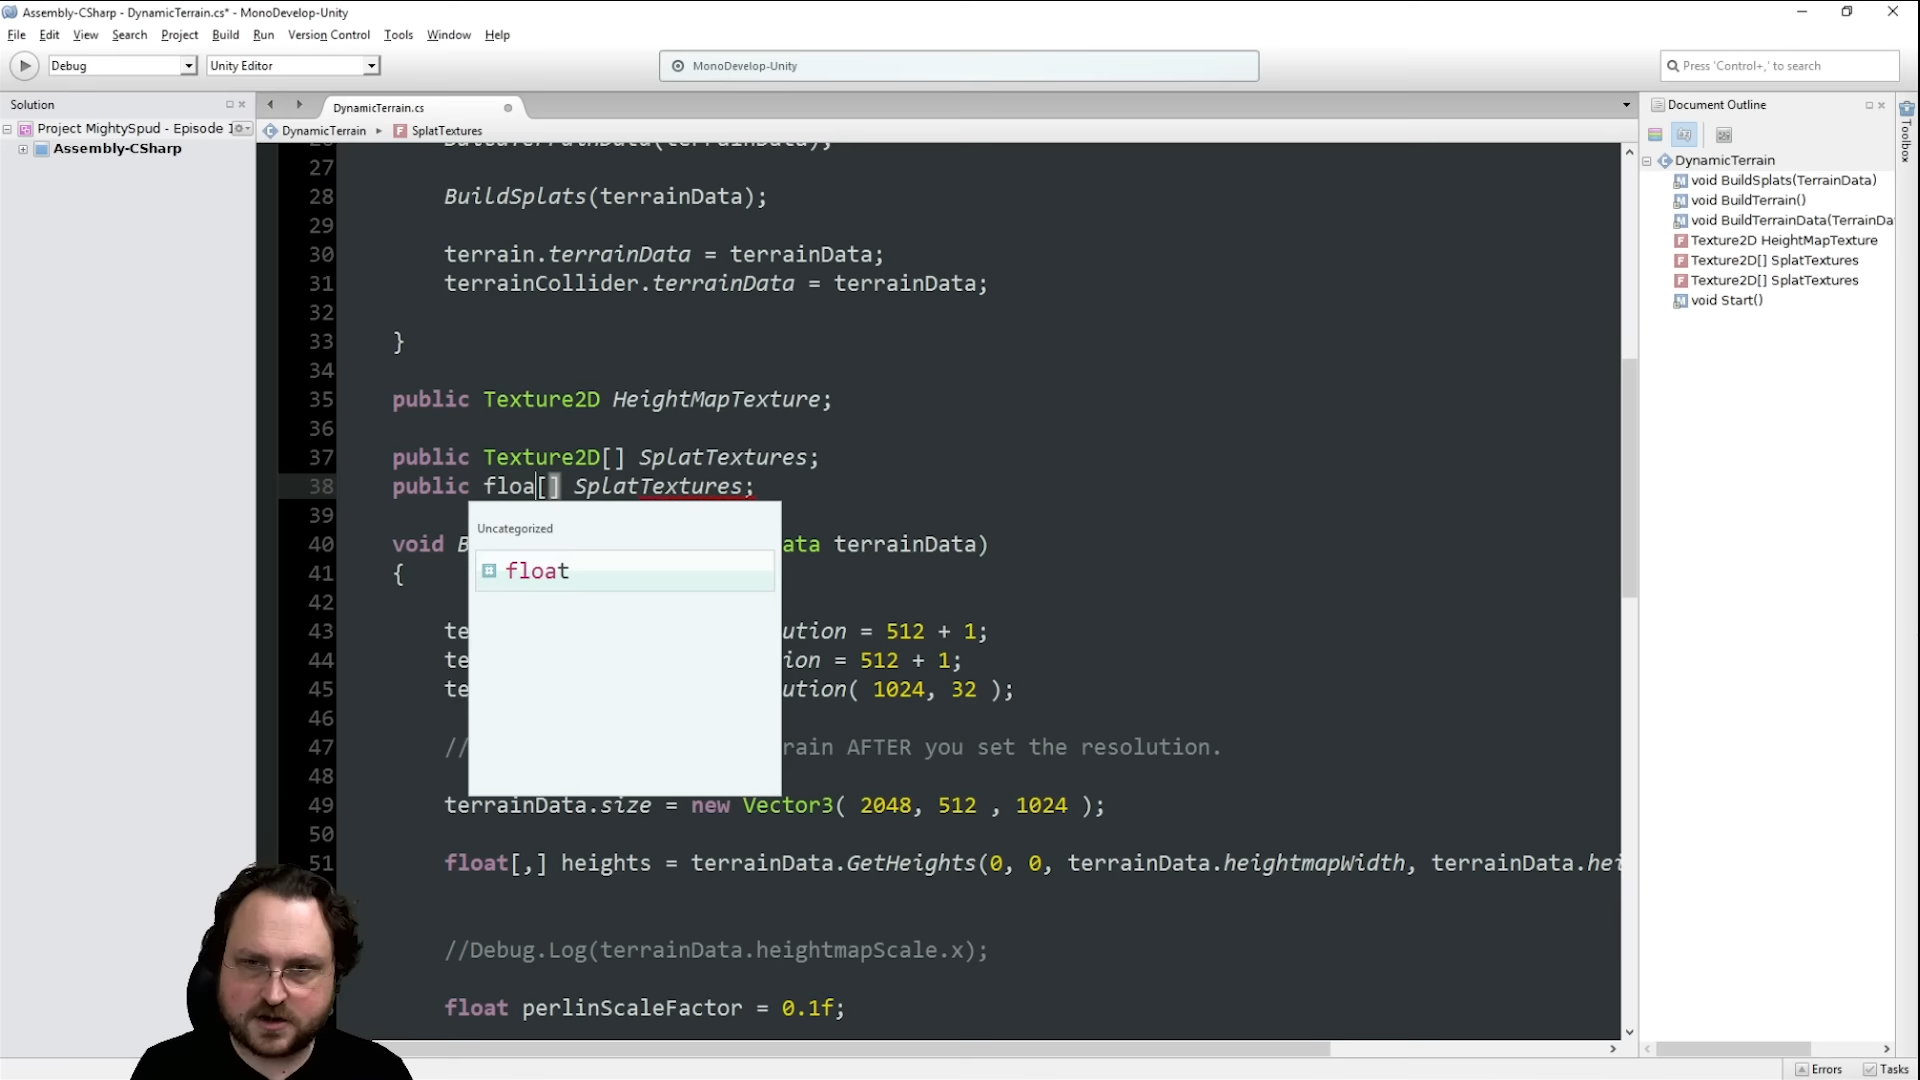 Assembly-CSharp - DynamicTerrain.cs* - MonoDevelop-Unity
File Edit View Search Project Build Run Version Control Tools Window Help
Debug Unity Editor MonoDevelop-Unity Press 'Control+,' to search
Solution
Project MightySpud - Episode 1
Assembly-CSharp
DynamicTerrain.cs
DynamicTerrain SplatTextures
26 BuildTerrainData(terrainData);
27
28 BuildSplats(terrainData);
29
30 terrain.terrainData = terrainData;
31 terrainCollider.terrainData = terrainData;
32
33 }
34
35 public Texture2D HeightMapTexture;
36
37 public Texture2D[] SplatTextures;
38 public floa[] SplatTextures;
39
Uncategorized
float
40 void B ata terrainData)
41 {
42
43 te ution = 512 + 1;
44 te ion = 512 + 1;
45 te ution( 1024, 32 );
46
47 // rain AFTER you set the resolution.
48
49 terrainData.size = new Vector3( 2048, 512 , 1024 );
50
51 float[,] heights = terrainData.GetHeights(0, 0, terrainData.heightmapWidth, terrainData.hei
//Debug.Log(terrainData.heightmapScale.x);
float perlinScaleFactor = 0.1f;
Document Outline
DynamicTerrain
void BuildSplats(TerrainData)
void BuildTerrain()
void BuildTerrainData(TerrainDa
Texture2D HeightMapTexture
Texture2D[] SplatTextures
Texture2D[] SplatTextures
void Start()
Toolbox
Errors Tasks